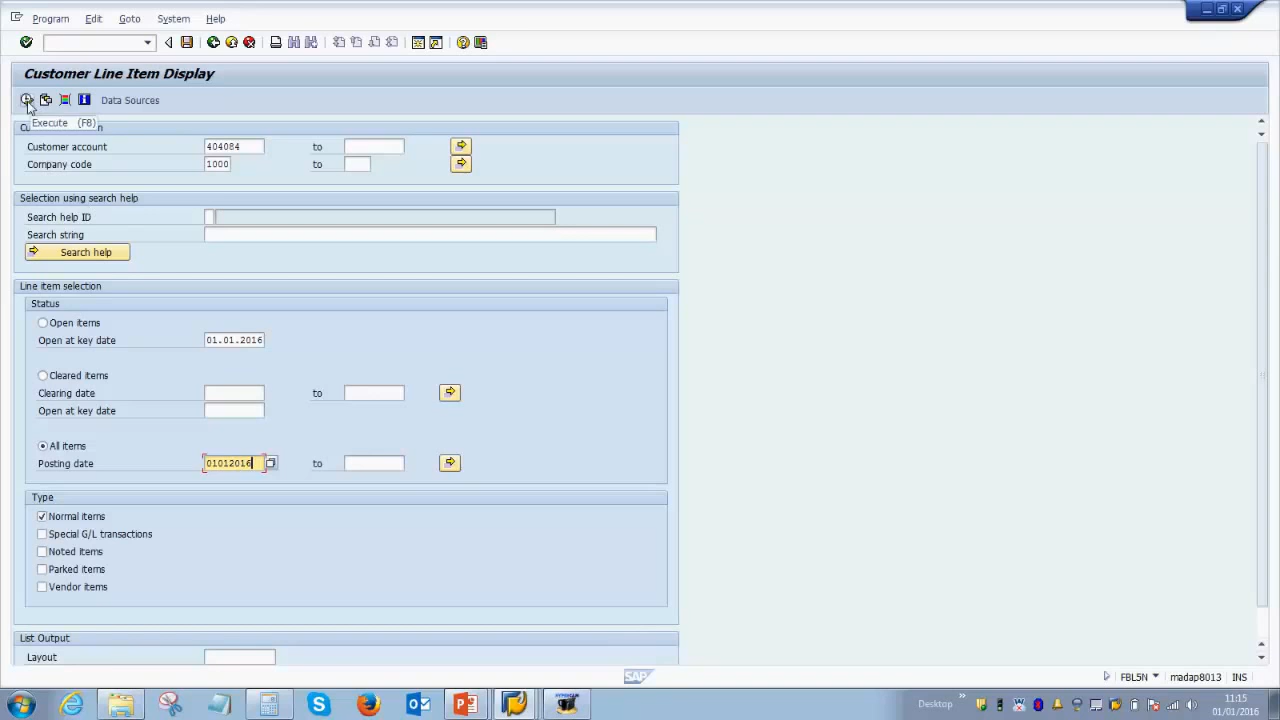 Program Edit Goto System Help
Customer Line Item Display
Data Sources
Execute (F8)
Customer account 404084 to
Company code 1000 to
Selection using search help
Search help ID
Search string
Search help
Line item selection
Status
Open items
Open at key date 01.01.2016
Cleared items
Clearing date to
Open at key date
All items
Posting date 01012016 to
Type
Normal items
Special G/L transactions
Noted items
Parked items
Vendor items
List Output
Layout
SAP FBL5N madap8013 INS
Desktop » 11:15
01/01/2016